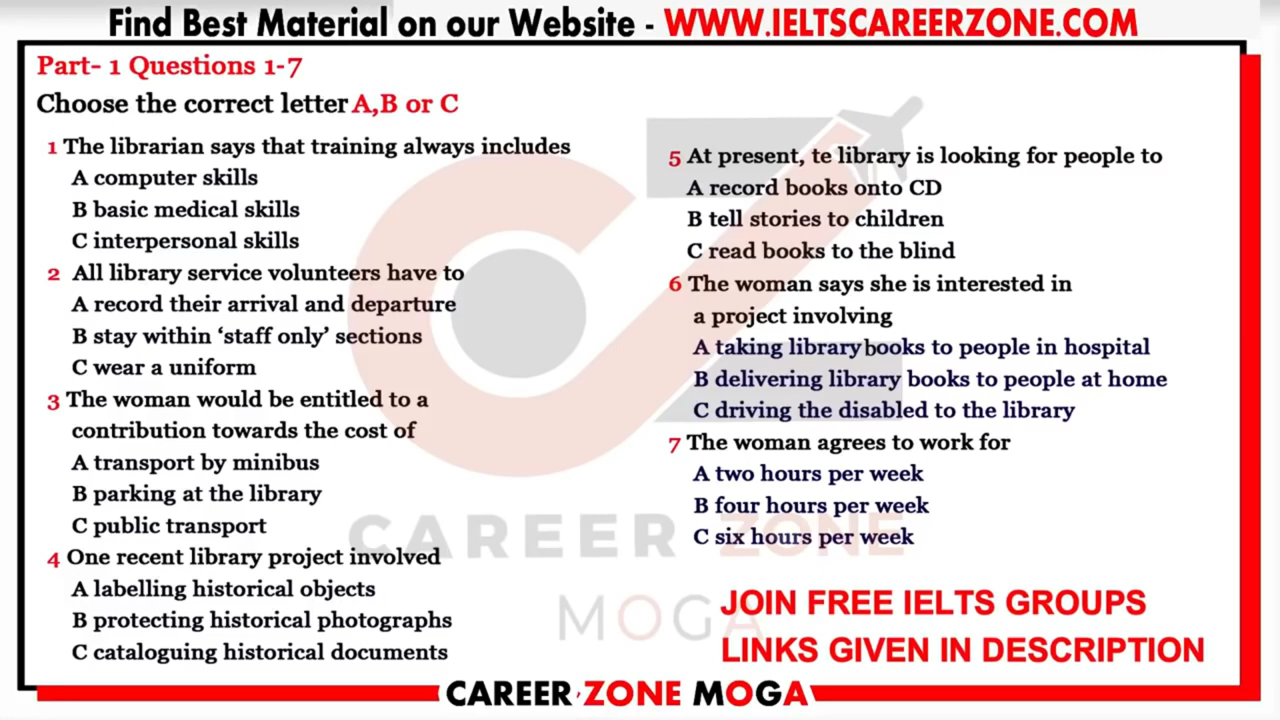 Find Best Material on our Website - WWW.IELTSCAREERZONE.COM
Part- 1 Questions 1-7
Choose the correct letter A,B or C
1 The librarian says that training always includes
A computer skills
B basic medical skills
C interpersonal skills
2 All library service volunteers have to
A record their arrival and departure
B stay within ‘staff only’ sections
C wear a uniform
3 The woman would be entitled to a
contribution towards the cost of
A transport by minibus
B parking at the library
C public transport
4 One recent library project involved
A labelling historical objects
B protecting historical photographs
C cataloguing historical documents
5 At present, te library is looking for people to
A record books onto CD
B tell stories to children
C read books to the blind
6 The woman says she is interested in
a project involving
A taking library books to people in hospital
B delivering library books to people at home
C driving the disabled to the library
7 The woman agrees to work for
A two hours per week
B four hours per week
C six hours per week
CAREER ZONE
MOGA
JOIN FREE IELTS GROUPS
LINKS GIVEN IN DESCRIPTION
CAREER ZONE MOGA